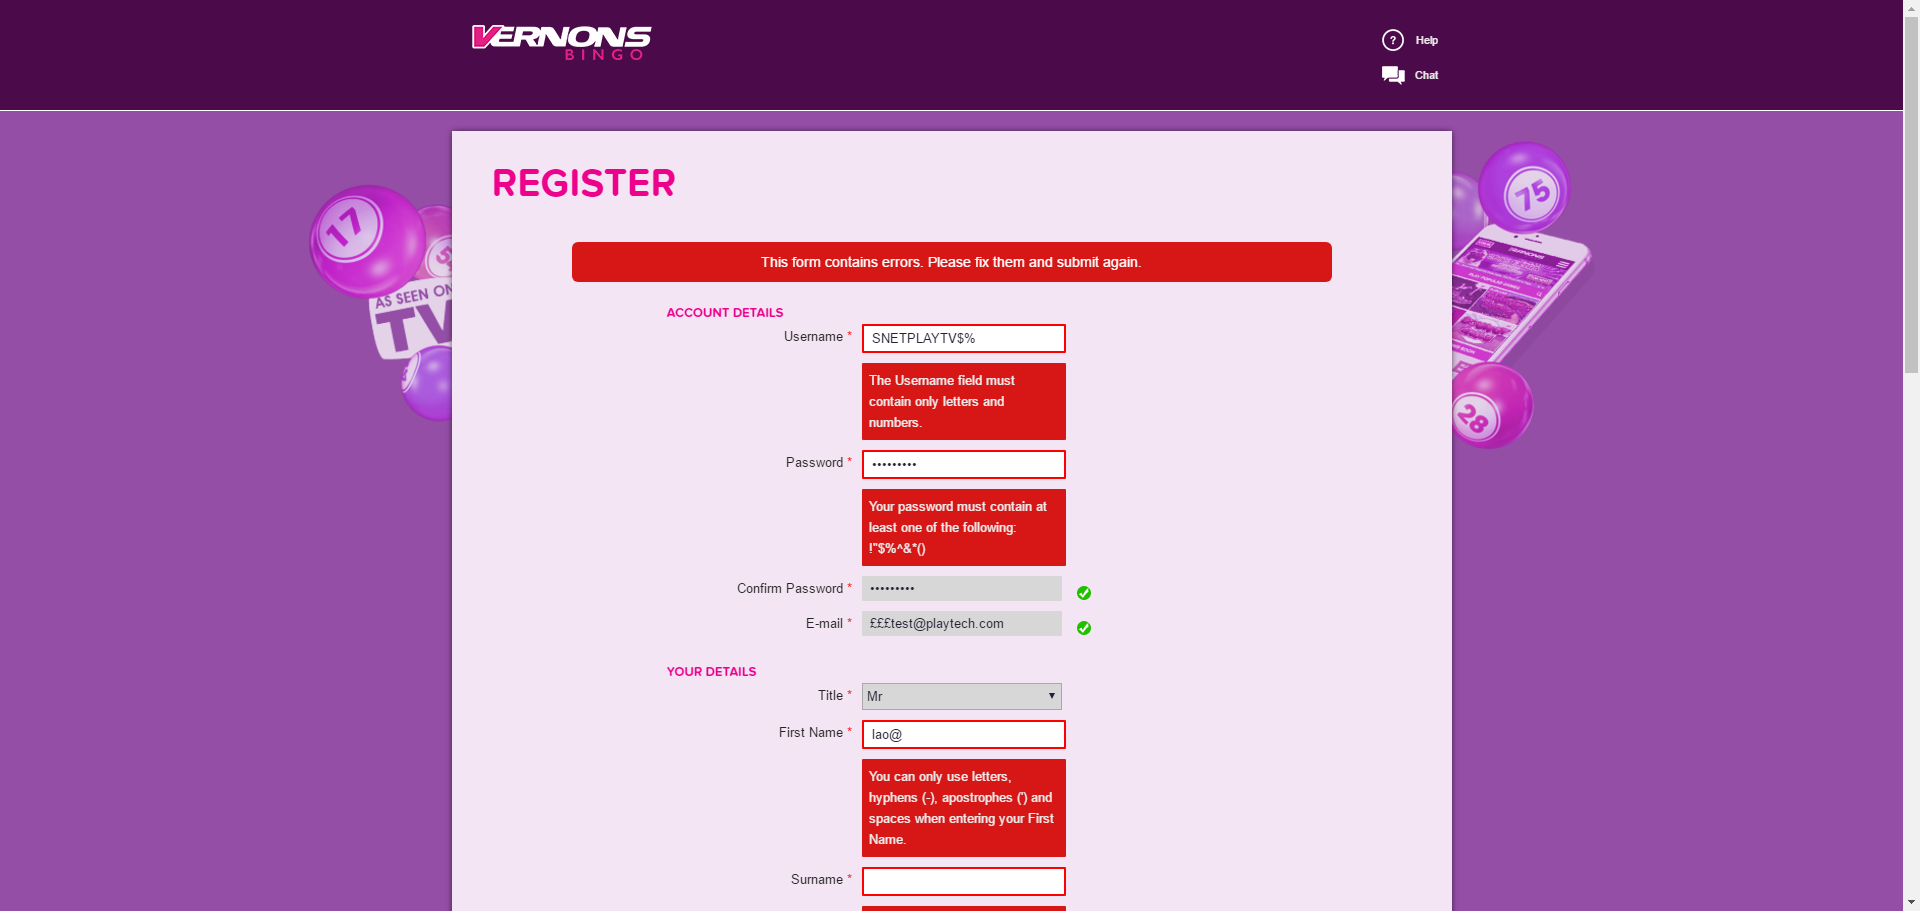 VERNONS
BINGO
? Help
Chat
REGISTER
17
5
AS SEEN ON
TV
75
28
This form contains errors. Please fix them and submit again.
ACCOUNT DETAILS
Username * SNETPLAYTV$%
The Username field must
contain only letters and
numbers.
Password * •••••••••
Your password must contain at
least one of the following:
!"$%^&*()
Confirm Password * •••••••••
E-mail * £££test@playtech.com
YOUR DETAILS
Title * Mr
First Name * lao@
You can only use letters,
hyphens (-), apostrophes (') and
spaces when entering your First
Name.
Surname *